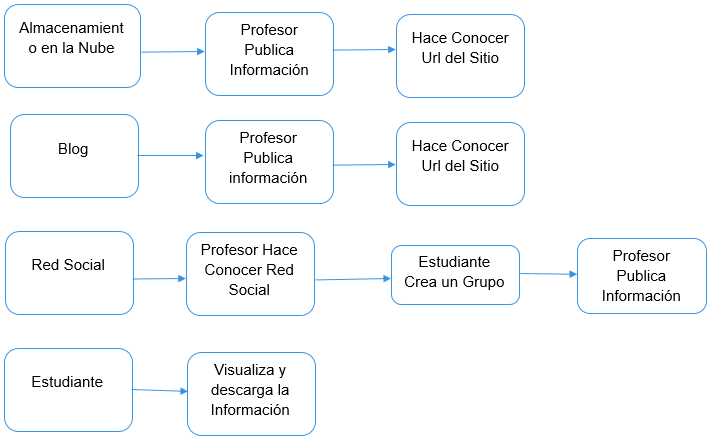 Almacenamient
o en la Nube
Profesor
Publica
Información
Hace Conocer
Url del Sitio
Blog
Profesor
Publica
información
Hace Conocer
Url del Sitio
Red Social
Profesor Hace
Conocer Red
Social
Estudiante
Crea un Grupo
Profesor
Publica
Información
Estudiante
Visualiza y
descarga la
Información